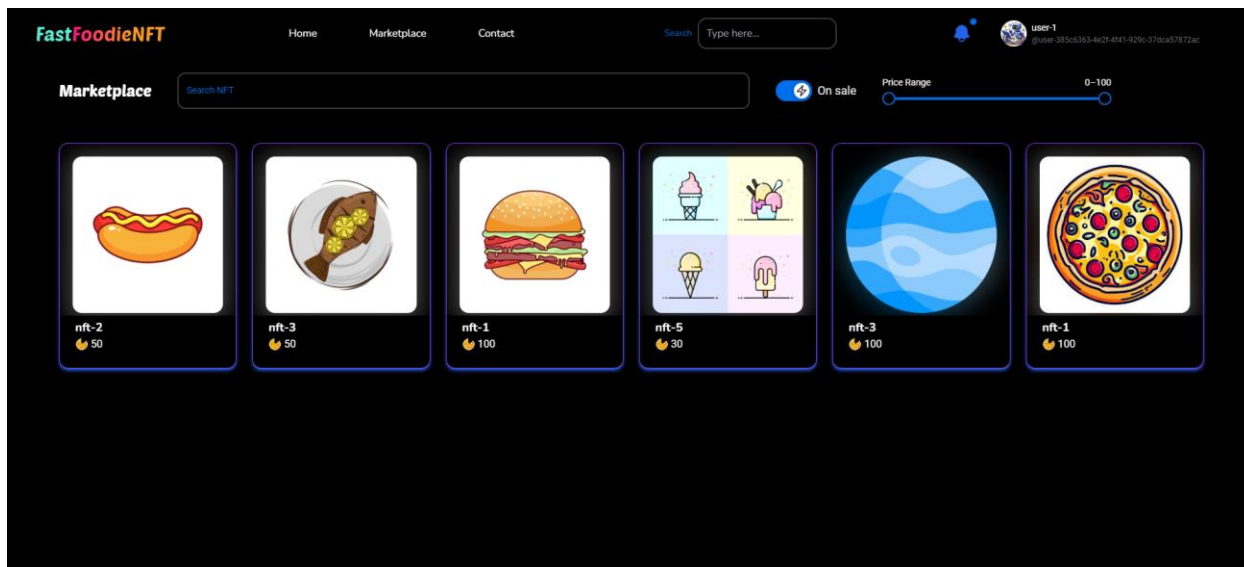 FastFoodieNFT
Home
Marketplace
Contact
Search
Type here...
user-1
@user-385c6363-4e2f-4f41-929c-37dca57872ac
Marketplace
Search NFT
On sale
Price Range
0–100
nft-2
50
nft-3
50
nft-1
100
nft-5
30
nft-3
100
nft-1
100